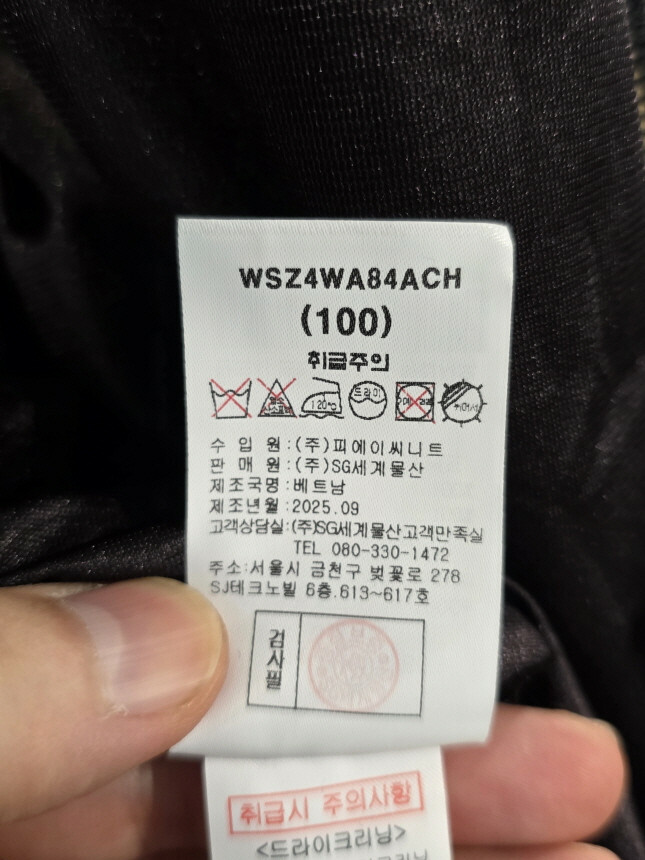 WSZ4WA84ACH
(100)
취급주의
120℃ 드라이
수 입 원:(주)피에이씨니트
판 매 원:(주)SG세계물산
제조국명:베트남
제조년월:2025.09
고객상담실:(주)SG세계물산고객만족실
TEL 080-330-1472
주소:서울시 금천구 벚꽃로 278
SJ테크노빌 6층.613~617호
검사필
취급시 주의사항
<드라이크리닝>